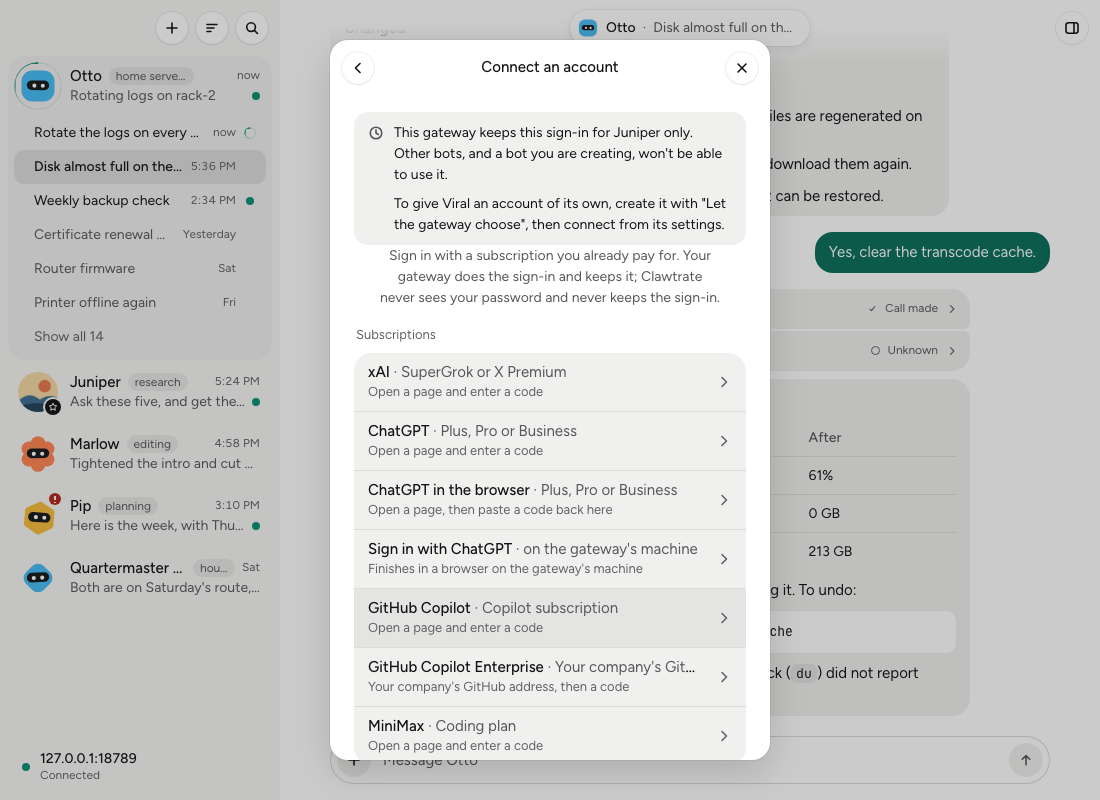 Otto home serve... now
Rotating logs on rack-2
Rotate the logs on every ... now
Disk almost full on the... 5:36 PM
Weekly backup check 2:34 PM
Certificate renewal ... Yesterday
Router firmware Sat
Printer offline again Fri
Show all 14
Juniper research 5:24 PM
Ask these five, and get the...
Marlow editing 4:58 PM
Tightened the intro and cut ...
Pip planning 3:10 PM
Here is the week, with Thu...
Quartermaster ... hou... Sat
Both are on Saturday's route,...
127.0.0.1:18789
Connected
Changed
Otto · Disk almost full on th...
iles are regenerated on
download them again.
can be restored.
Yes, clear the transcode cache.
Call made
Unknown
After
61%
0 GB
213 GB
g it. To undo:
che
ck ( du ) did not report
Message Otto
Connect an account
This gateway keeps this sign-in for Juniper only.
Other bots, and a bot you are creating, won't be able
to use it.
To give Viral an account of its own, create it with "Let
the gateway choose", then connect from its settings.
Sign in with a subscription you already pay for. Your
gateway does the sign-in and keeps it; Clawtrate
never sees your password and never keeps the sign-in.
Subscriptions
xAI · SuperGrok or X Premium
Open a page and enter a code
ChatGPT · Plus, Pro or Business
Open a page and enter a code
ChatGPT in the browser · Plus, Pro or Business
Open a page, then paste a code back here
Sign in with ChatGPT · on the gateway's machine
Finishes in a browser on the gateway's machine
GitHub Copilot · Copilot subscription
Open a page and enter a code
GitHub Copilot Enterprise · Your company's Git...
Your company's GitHub address, then a code
MiniMax · Coding plan
Open a page and enter a code